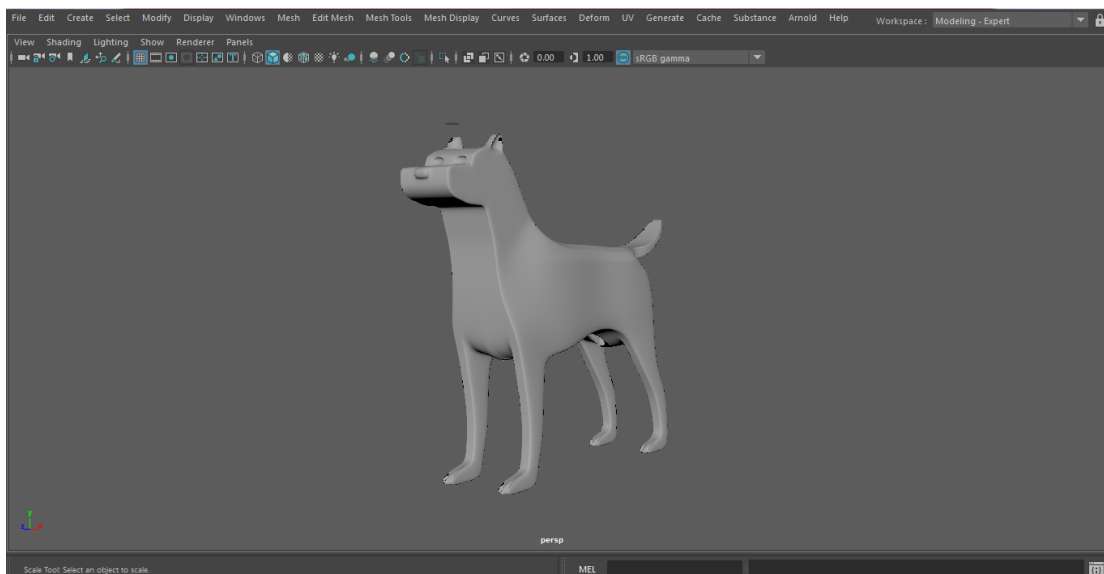 File Edit Create Select Modify Display Windows Mesh Edit Mesh Mesh Tools Mesh Display Curves Surfaces Deform UV Generate Cache Substance Arnold Help Workspace : Modeling - Expert
View Shading Lighting Show Renderer Panels
0.00 1.00 sRGB gamma
y
z x
persp
Scale Tool: Select an object to scale. MEL